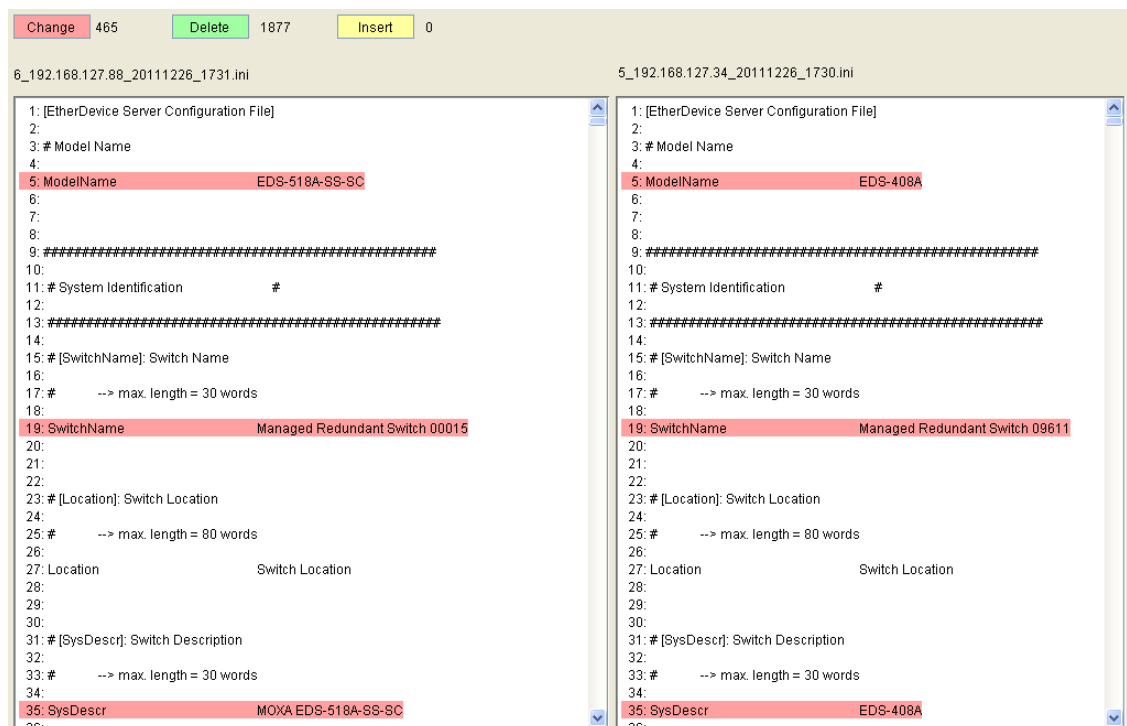 Change 465 Delete 1877 Insert 0
6_192.168.127.88_20111226_1731.ini
1: [EtherDevice Server Configuration File]
2:
3: # Model Name
4:
5: ModelName EDS-518A-SS-SC
6:
7:
8:
9: ##################################################
10:
11: # System Identification #
12:
13: ##################################################
14:
15: # [SwitchName]: Switch Name
16:
17: # --> max. length = 30 words
18:
19: SwitchName Managed Redundant Switch 00015
20:
21:
22:
23: # [Location]: Switch Location
24:
25: # --> max. length = 80 words
26:
27: Location Switch Location
28:
29:
30:
31: # [SysDescr]: Switch Description
32:
33: # --> max. length = 30 words
34:
35: SysDescr MOXA EDS-518A-SS-SC
5_192.168.127.34_20111226_1730.ini
1: [EtherDevice Server Configuration File]
2:
3: # Model Name
4:
5: ModelName EDS-408A
6:
7:
8:
9: ##################################################
10:
11: # System Identification #
12:
13: ##################################################
14:
15: # [SwitchName]: Switch Name
16:
17: # --> max. length = 30 words
18:
19: SwitchName Managed Redundant Switch 09611
20:
21:
22:
23: # [Location]: Switch Location
24:
25: # --> max. length = 80 words
26:
27: Location Switch Location
28:
29:
30:
31: # [SysDescr]: Switch Description
32:
33: # --> max. length = 30 words
34:
35: SysDescr EDS-408A